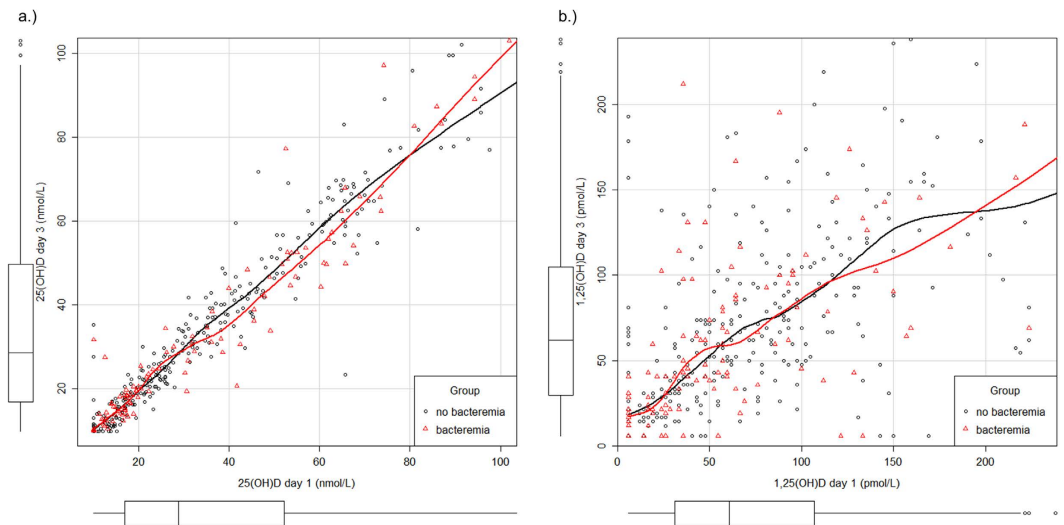 a.)
b.)
25(OH)D day 3 (nmol/L)
100
80
60
40
20
Group
no bacteremia
bacteremia
20
40
60
80
100
25(OH)D day 1 (nmol/L)
1,25(OH)D day 3 (pmol/L)
200
150
100
50
0
Group
no bacteremia
bacteremia
0
50
100
150
200
1,25(OH)D day 1 (pmol/L)